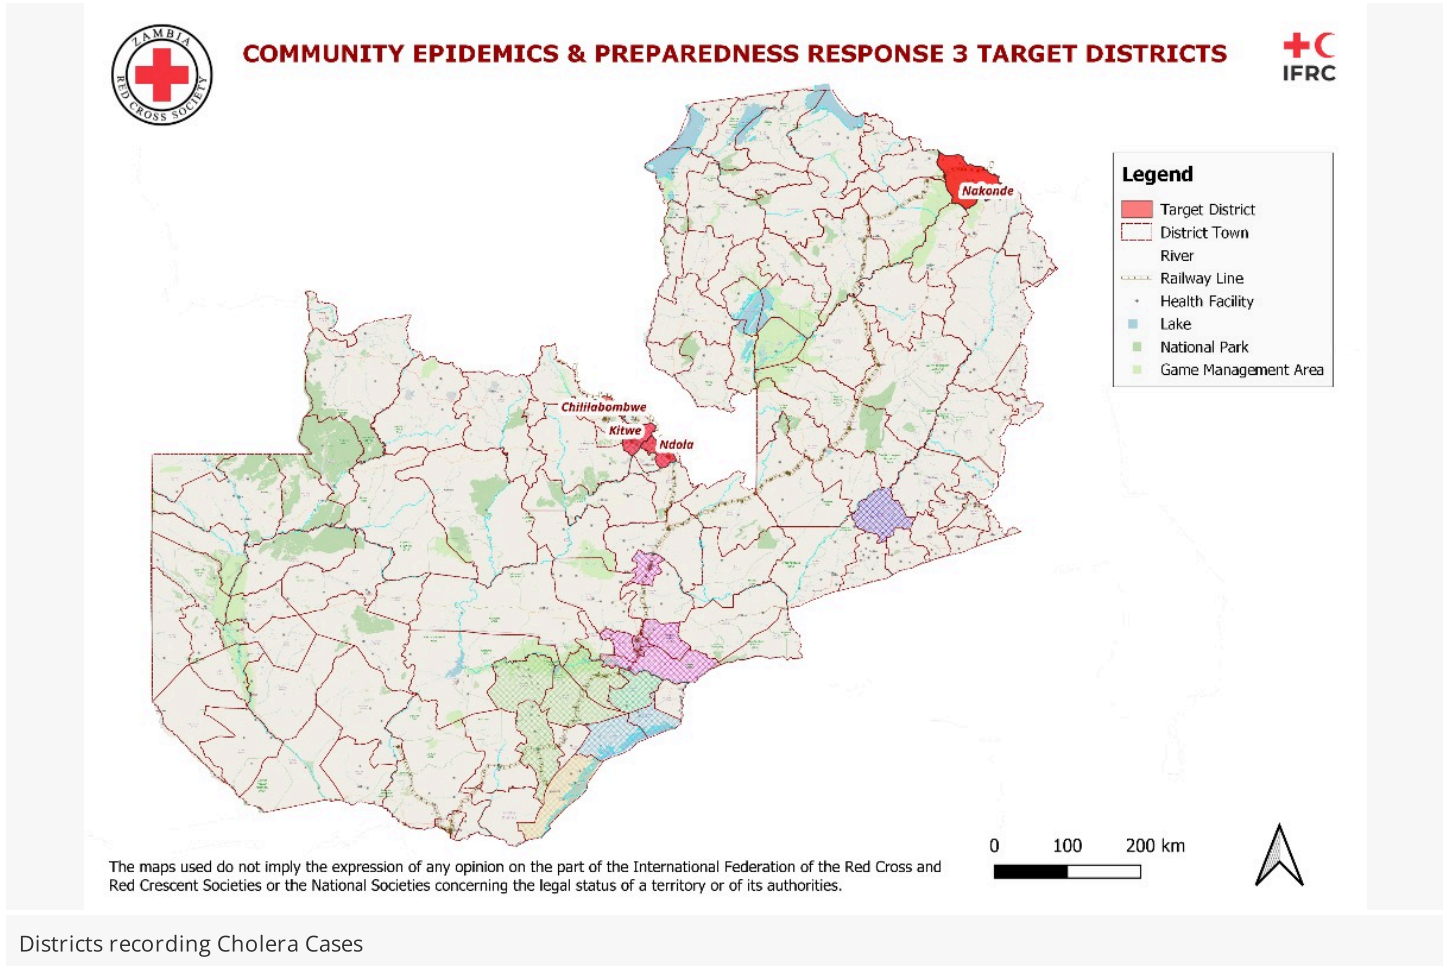 ZAMBIA
RED CROSS SOCIETY
COMMUNITY EPIDEMICS & PREPAREDNESS RESPONSE 3 TARGET DISTRICTS
IFRC
Nakonde
Legend
Target District
District Town
River
Railway Line
Health Facility
Lake
National Park
Game Management Area
Chililabombwe
Kitwe
Ndola
0 100 200 km
The maps used do not imply the expression of any opinion on the part of the International Federation of the Red Cross and
Red Crescent Societies or the National Societies concerning the legal status of a territory or of its authorities.
Districts recording Cholera Cases